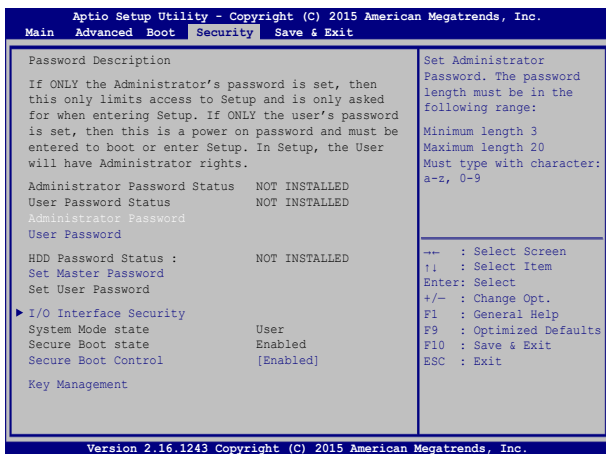 Aptio Setup Utility - Copyright (C) 2015 American Megatrends, Inc.
Main Advanced Boot Security Save & Exit
Password Description
If ONLY the Administrator's password is set, then
this only limits access to Setup and is only asked
for when entering Setup. If ONLY the user's password
is set, then this is a power on password and must be
entered to boot or enter Setup. In Setup, the User
will have Administrator rights.
Administrator Password Status NOT INSTALLED
User Password Status NOT INSTALLED
Administrator Password
User Password
HDD Password Status : NOT INSTALLED
Set Master Password
Set User Password
I/O Interface Security
System Mode state User
Secure Boot state Enabled
Secure Boot Control [Enabled]
Key Management
Set Administrator
Password. The password
length must be in the
following range:
Minimum length 3
Maximum length 20
Must type with character:
a-z, 0-9
→← : Select Screen
↑↓ : Select Item
Enter: Select
+/— : Change Opt.
F1 : General Help
F9 : Optimized Defaults
F10 : Save & Exit
ESC : Exit
Version 2.16.1243 Copyright (C) 2015 American Megatrends, Inc.